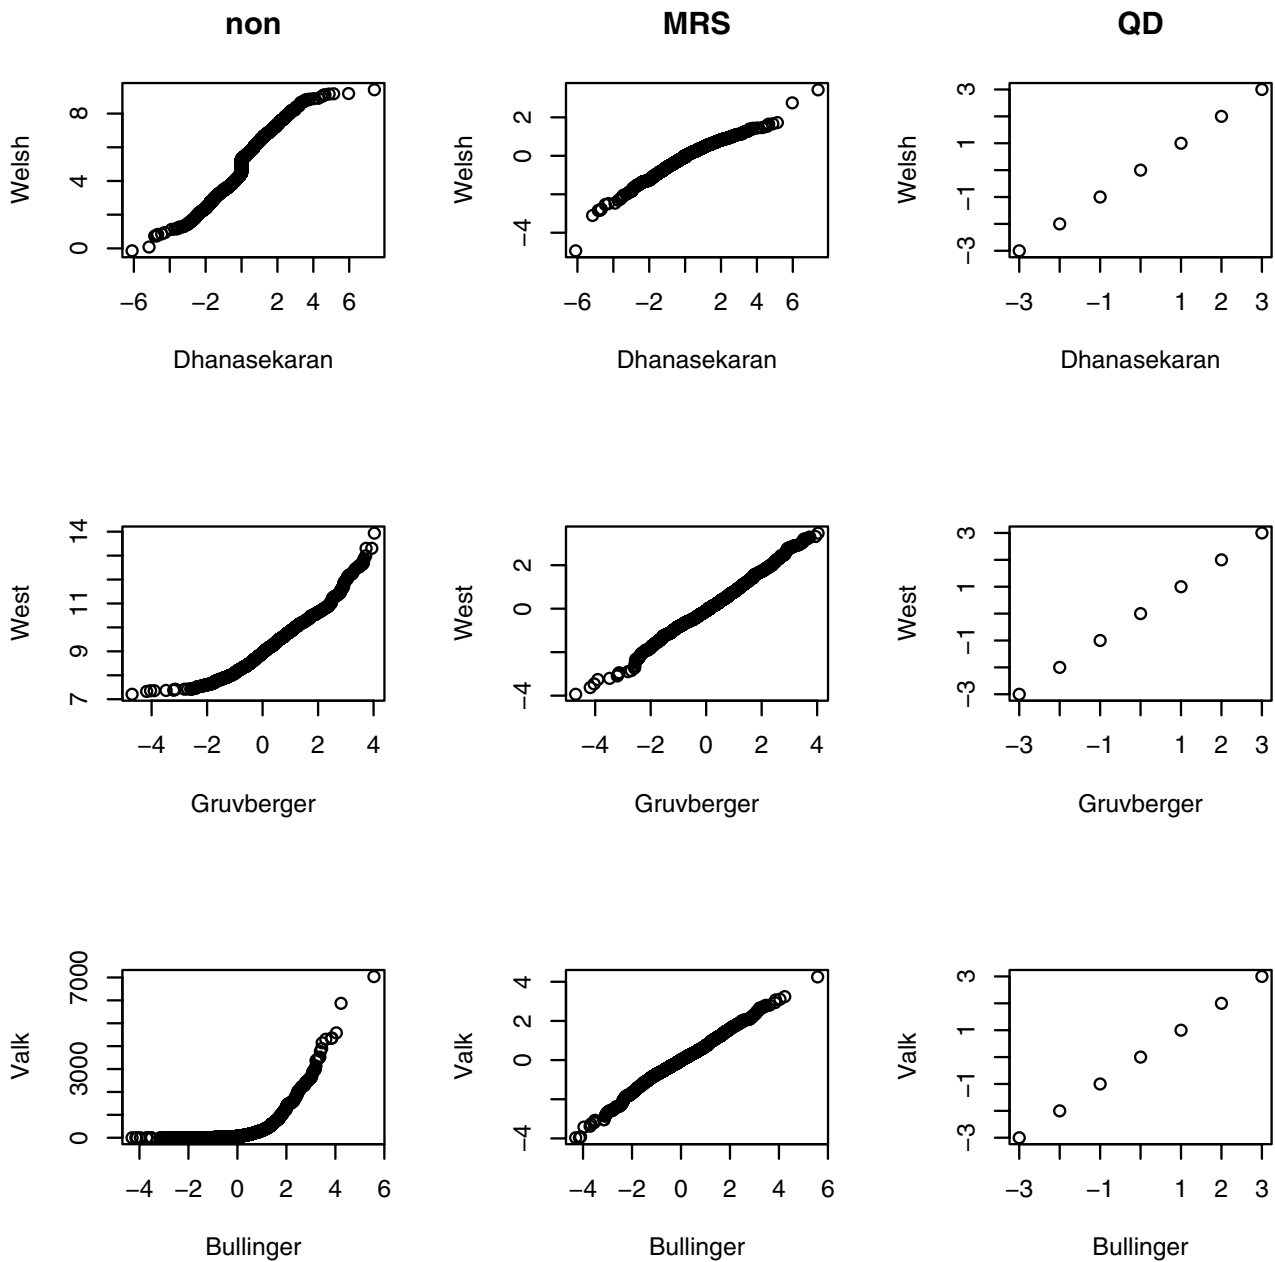 non MRS QD
8
4
0
Welsh
−6 −2 2 4 6
Dhanasekaran
2
0
−4
Welsh
−6 −2 2 4 6
Dhanasekaran
3
1
−1
−3
Welsh
−3 −1 1 2 3
Dhanasekaran
14
11
9
7
West
−4 −2 0 2 4
Gruvberger
2
0
−4
West
−4 −2 0 2 4
Gruvberger
3
1
−1
−3
West
−3 −1 1 2 3
Gruvberger
7000
3000
0
Valk
−4 −2 0 2 4 6
Bullinger
4
2
0
−4
Valk
−4 −2 0 2 4 6
Bullinger
3
1
−1
−3
Valk
−3 −1 1 2 3
Bullinger